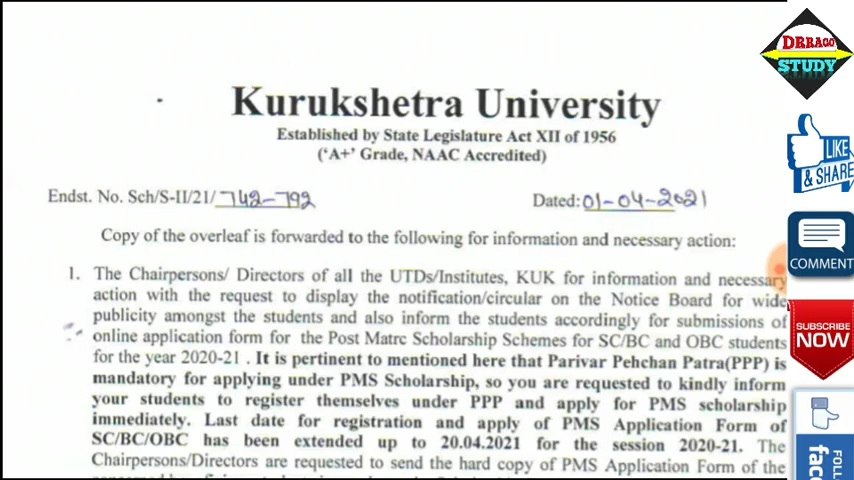 DRRAGO
STUDY
Kurukshetra University
Established by State Legislature Act XII of 1956
('A+' Grade, NAAC Accredited)
Endst. No. Sch/S-II/21/ 742-792 Dated: 01-04-2021
Copy of the overleaf is forwarded to the following for information and necessary action:
1. The Chairpersons/ Directors of all the UTDs/Institutes, KUK for information and necessary
action with the request to display the notification/circular on the Notice Board for wide
publicity amongst the students and also inform the students accordingly for submissions of
online application form for the Post Matrc Scholarship Schemes for SC/BC and OBC students
for the year 2020-21 . It is pertinent to mentioned here that Parivar Pehchan Patra(PPP) is
mandatory for applying under PMS Scholarship, so you are requested to kindly inform
your students to register themselves under PPP and apply for PMS scholarship
immediately. Last date for registration and apply of PMS Application Form of
SC/BC/OBC has been extended up to 20.04.2021 for the session 2020-21. The
Chairpersons/Directors are requested to send the hard copy of PMS Application Form of the
LIKE
& SHARE
COMMENT
SUBSCRIBE
NOW
FOLL